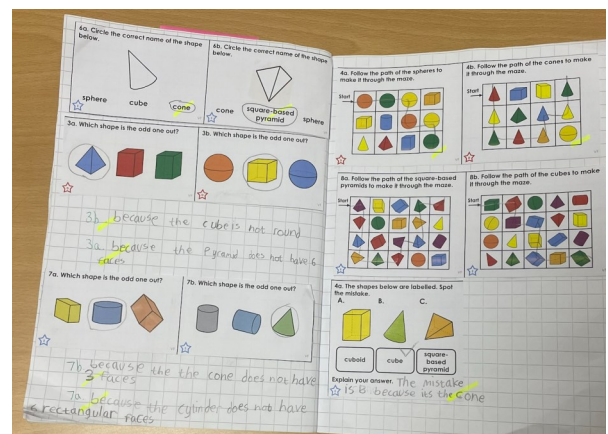 6a. Circle the correct name of the shape
below.
sphere
cube
cone
6b. Circle the correct name of the shape
below.
cone
square-based
pyramid
sphere
3a. Which shape is the odd one out?
3b. Which shape is the odd one out?
3b because the cube is not round
3a because the Pyramid does not have 6
faces
7a. Which shape is the odd one out?
7b. Which shape is the odd one out?
7b because the the cone does not have
3 faces
7a because the cylinder does not have
6 rectangular faces
4a. Follow the path of the spheres to
make it through the maze.
Start
4b. Follow the path of the cones to make
it through the maze.
Start
8a. Follow the path of the square-based
pyramids to make it through the maze.
Start
8b. Follow the path of the cubes to make
it through the maze.
Start
4a. The shapes below are labelled. Spot
the mistake.
A.
B.
C.
cuboid
cube
square-
based
pyramid
Explain your answer. The mistake
is B because its the cone